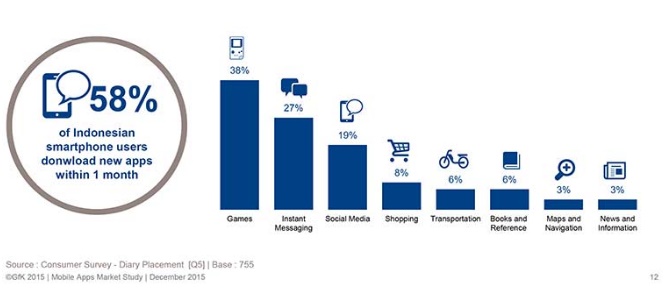 58%
of Indonesian
smartphone users
donwload new apps
within 1 month
38%
27%
19%
8%
6%
6%
3%
3%
Games
Instant
Messaging
Social Media
Shopping
Transportation
Books and
Reference
Maps and
Navigation
News and
Information
Source : Consumer Survey - Diary Placement [Q5] | Base : 755
©GfK 2015 | Mobile Apps Market Study | December 2015
12